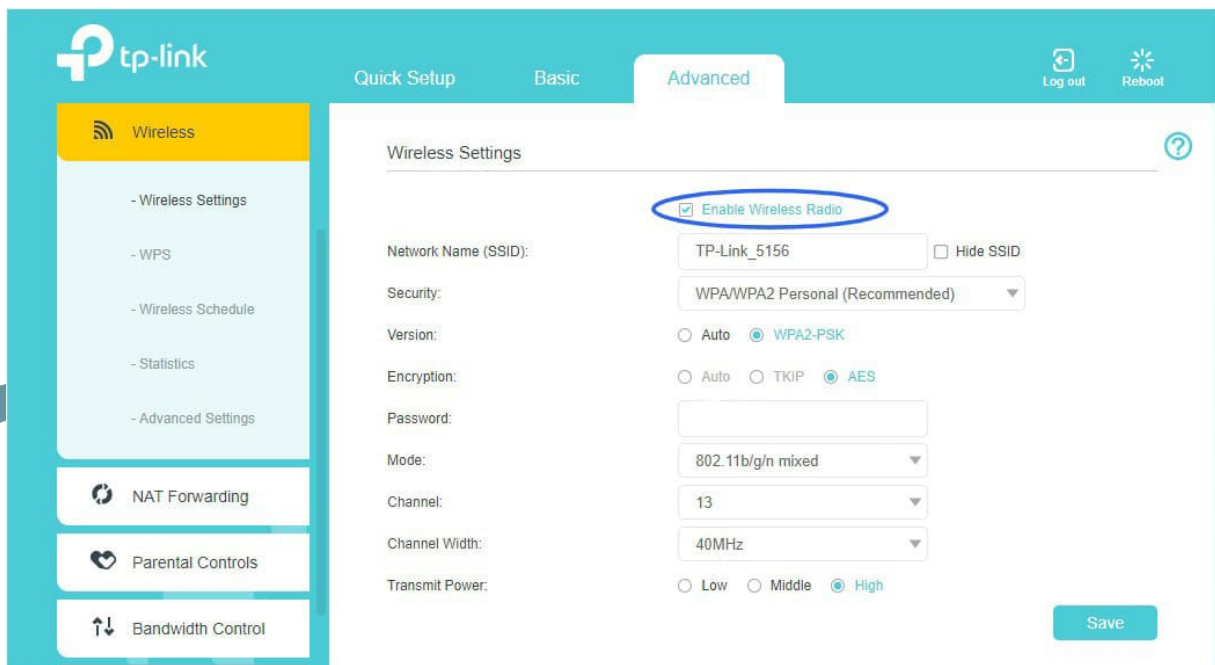 tp-link
Quick Setup Basic Advanced Log out Reboot
Wireless
- Wireless Settings
- WPS
- Wireless Schedule
- Statistics
- Advanced Settings
NAT Forwarding
Parental Controls
Bandwidth Control
Wireless Settings ?
Enable Wireless Radio
Network Name (SSID): TP-Link_5156 Hide SSID
Security: WPA/WPA2 Personal (Recommended)
Version: Auto WPA2-PSK
Encryption: Auto TKIP AES
Password:
Mode: 802.11b/g/n mixed
Channel: 13
Channel Width: 40MHz
Transmit Power: Low Middle High
Save